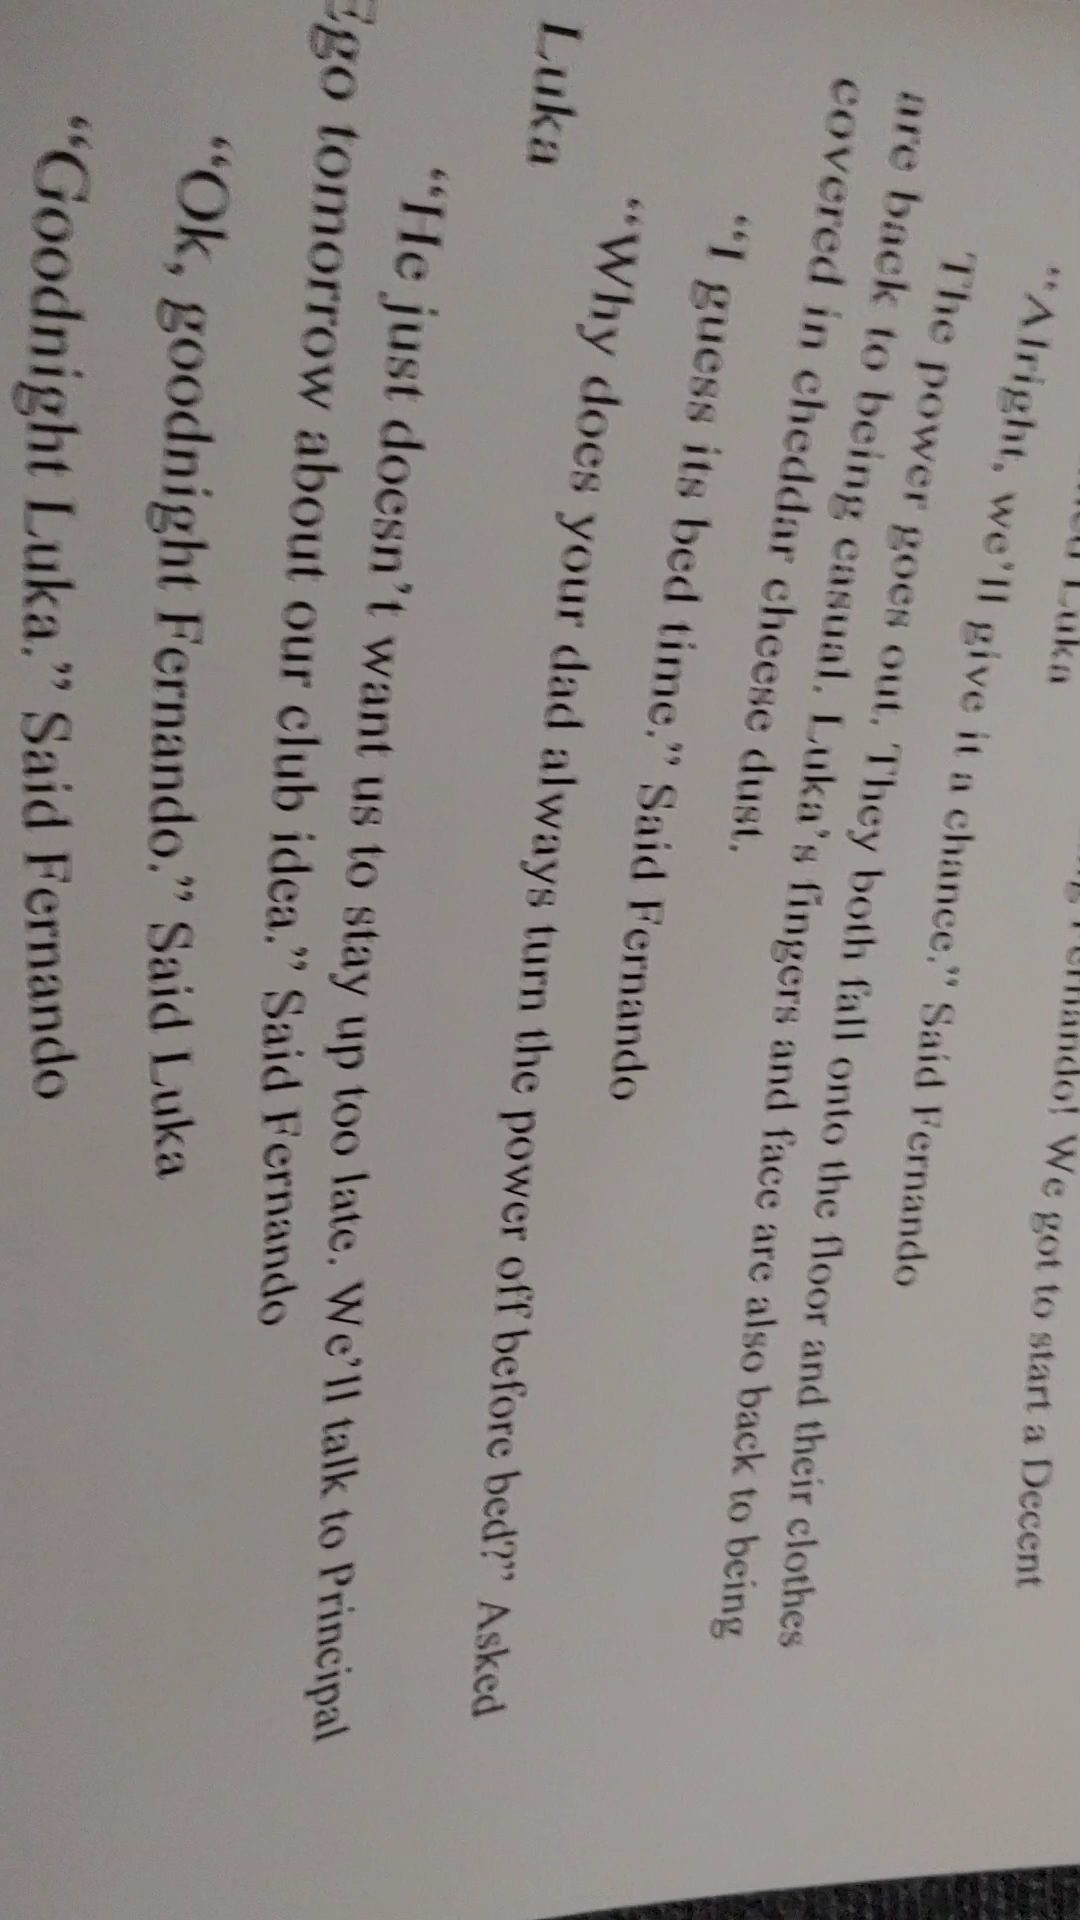 Luka
We got to start a Decent
“Alright, we’ll give it a chance.” Said Fernando
The power goes out. They both fall onto the floor and their clothes
are back to being casual. Luka’s fingers and face are also back to being
covered in cheddar cheese dust.
“I guess its bed time.” Said Fernando
“Why does your dad always turn the power off before bed?” Asked
Luka
“He just doesn’t want us to stay up too late. We’ll talk to Principal
Ego tomorrow about our club idea.” Said Fernando
“Ok, goodnight Fernando.” Said Luka
“Goodnight Luka.” Said Fernando